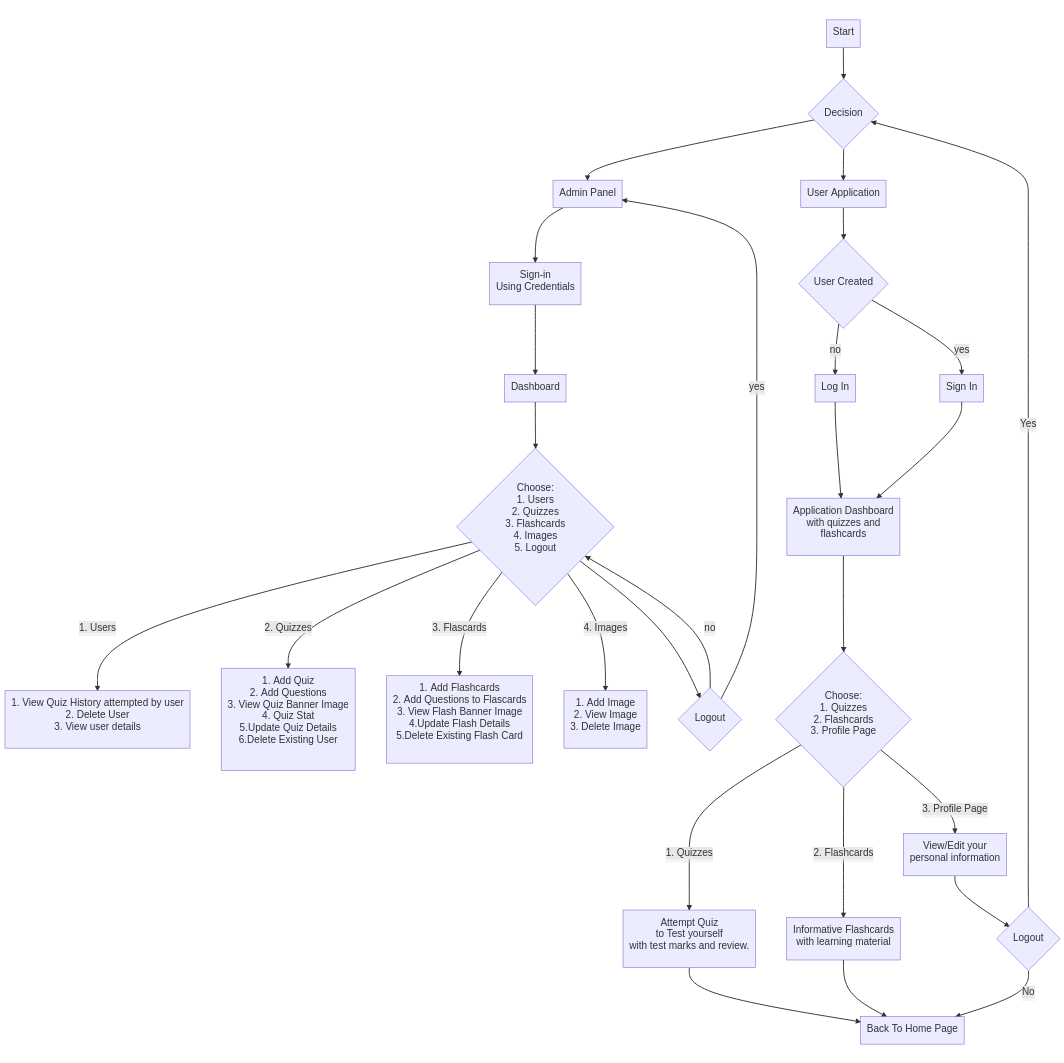 Start
Decision
Admin Panel
User Application
Sign-in
Using Credentials
User Created
no
yes
Log In
Sign In
Dashboard
yes
Yes
Choose:
1. Users
2. Quizzes
3. Flashcards
4. Images
5. Logout
Application Dashboard
with quizzes and
flashcards
1. Users
2. Quizzes
3. Flascards
4. Images
no
1. View Quiz History attempted by user
2. Delete User
3. View user details
1. Add Quiz
2. Add Questions
3. View Quiz Banner Image
4. Quiz Stat
5.Update Quiz Details
6.Delete Existing User
1. Add Flashcards
2. Add Questions to Flascards
3. View Flash Banner Image
4.Update Flash Details
5.Delete Existing Flash Card
1. Add Image
2. View Image
3. Delete Image
Logout
Choose:
1. Quizzes
2. Flashcards
3. Profile Page
1. Quizzes
2. Flashcards
3. Profile Page
View/Edit your
personal information
Attempt Quiz
to Test yourself
with test marks and review.
Informative Flashcards
with learning material
Logout
No
Back To Home Page